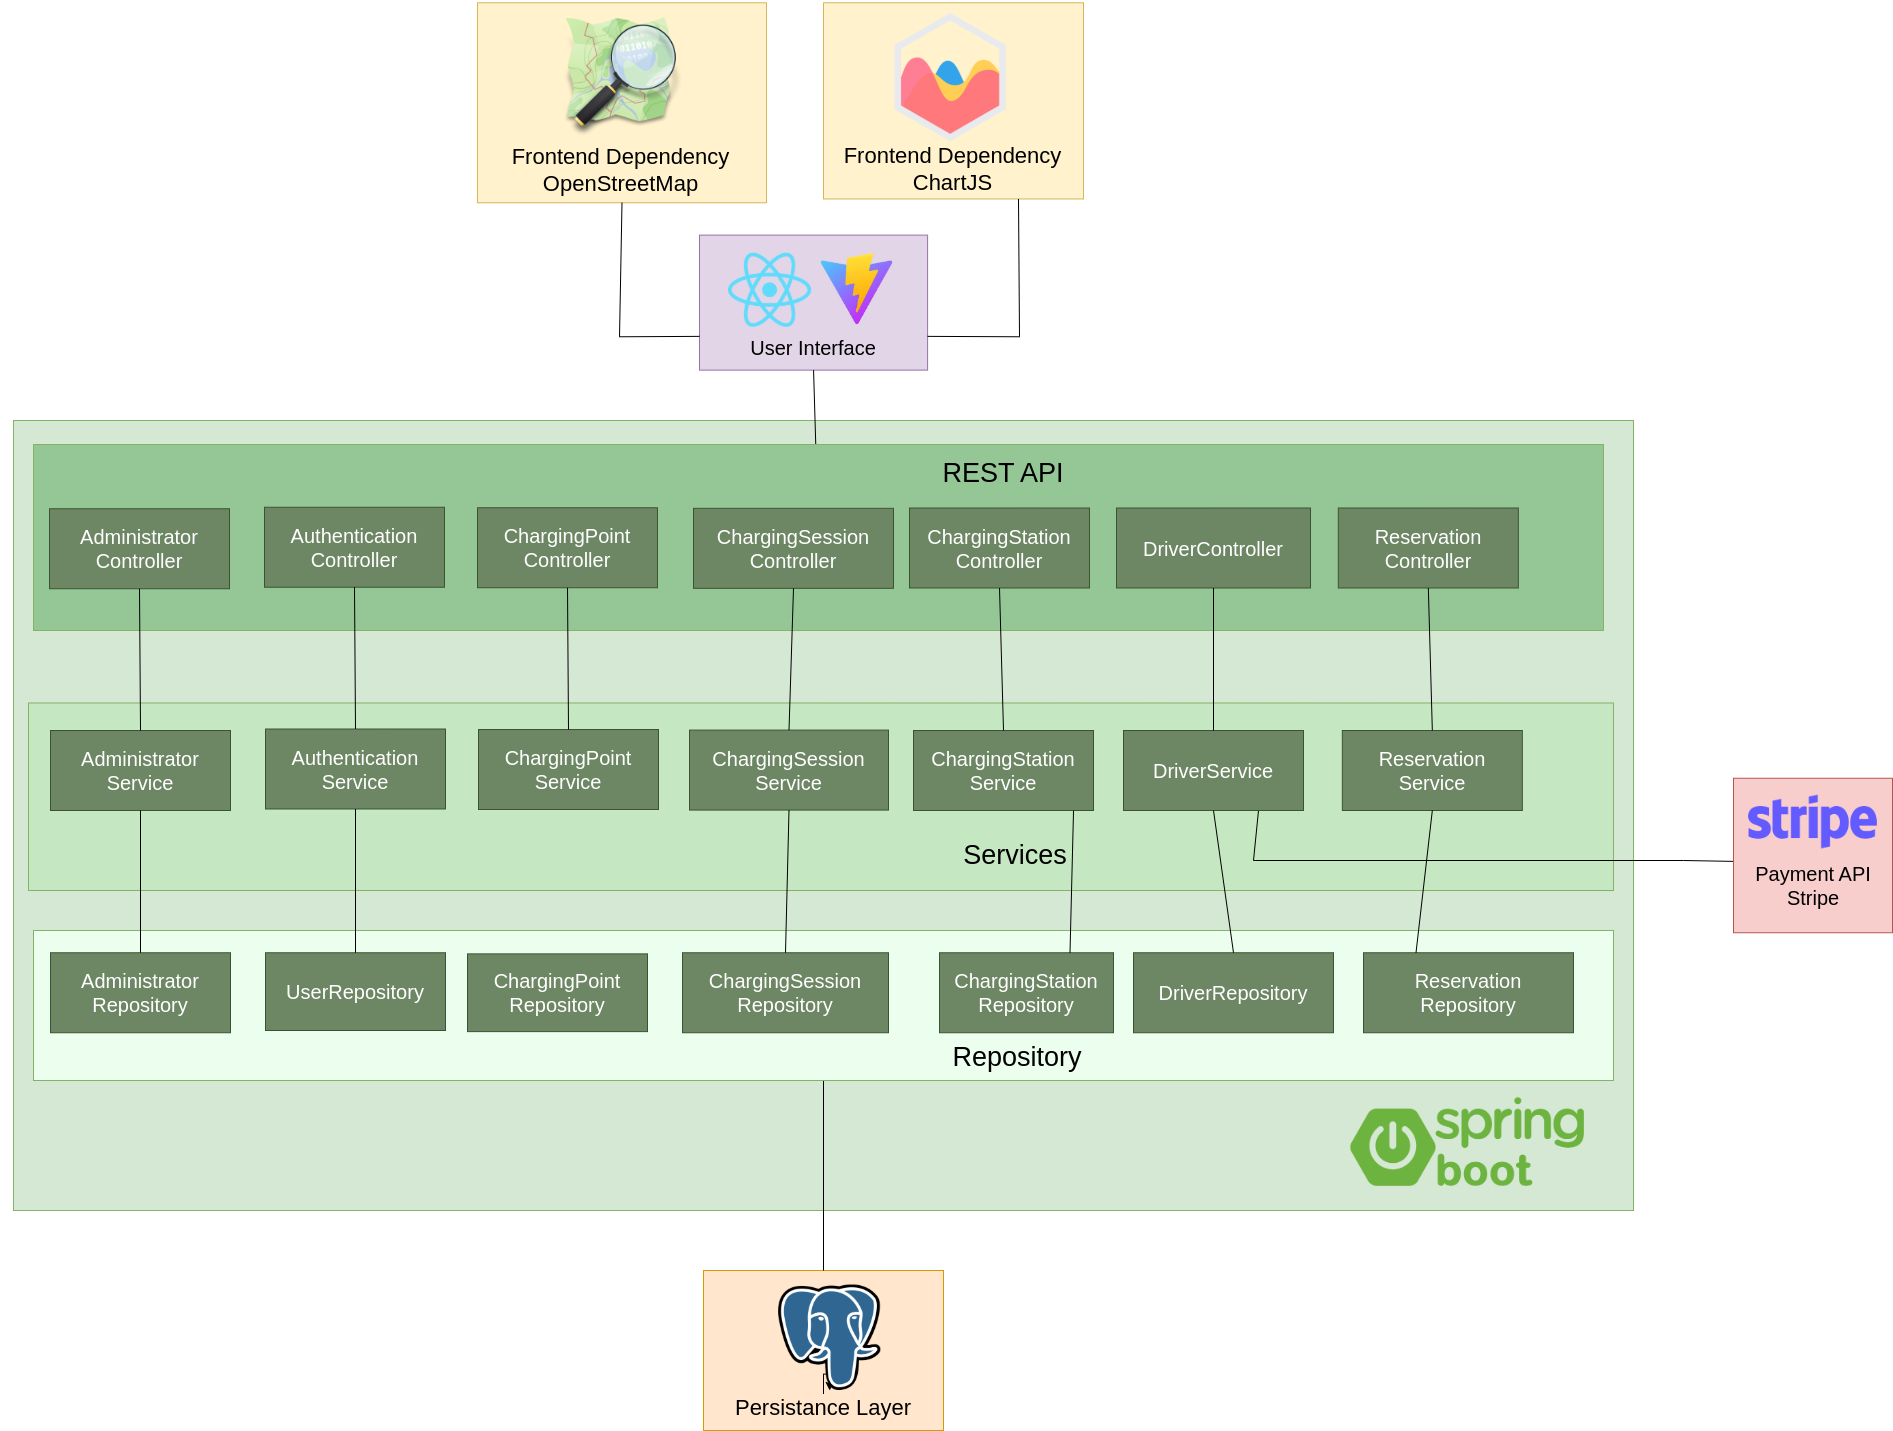 Frontend Dependency
OpenStreetMap
Frontend Dependency
ChartJS
User Interface
REST API
Administrator
Controller
Authentication
Controller
ChargingPoint
Controller
ChargingSession
Controller
ChargingStation
Controller
DriverController
Reservation
Controller
Administrator
Service
Authentication
Service
ChargingPoint
Service
ChargingSession
Service
ChargingStation
Service
DriverService
Reservation
Service
Services
stripe
Payment API
Stripe
Administrator
Repository
UserRepository
ChargingPoint
Repository
ChargingSession
Repository
ChargingStation
Repository
DriverRepository
Reservation
Repository
Repository
spring
boot
Persistance Layer